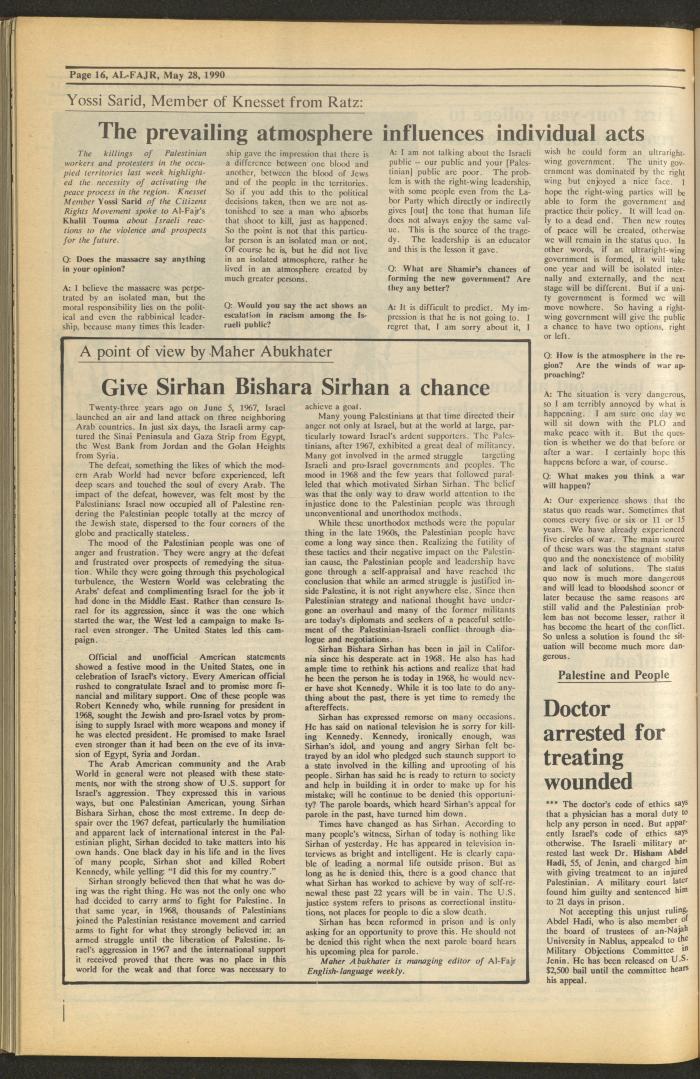 Page 16, AL-FAJR, May 28, 1990
Yossi Sarid, Member of Knesset from Ratz:
The prevailing atmosphere influences individual acts
The killings of Palestinian
workers and protesters in the occu-
pied territories last week highlight-
ed the necessity of activating the
peace process in the region. Knesset
Member Yossi Sarid of the Citizens
Rights Movement spoke to Al-Fajr's
Khalil Touma about Israeli reac-
tions to the violence and prospects
for the future.
Q: Does the massacre say anything
in your opinion?
A: I believe the massacre was perpe-
trated by an isolated man, but the
moral responsibility lies on the polit-
ical and even the rabbinical leader-
ship, because many times this leader-
ship gave the impression that there is
a difference between one blood and
another, between the blood of Jews
and of the people in the territories.
So if you add this to the political
decisions taken, then we are not as-
tonished to see a man who absorbs
that shoot to kill, just as happened.
So the point is not that this particu-
lar person is an isolated man or not.
Of course he is, but he did not live
in an isolated atmosphere, rather he
lived in an atmosphere created by
much greater persons.
Q: Would you say the act shows an
escalation in racism among the Is-
raeli public?
A: I am not talking about the Israeli
public -- our public and your [Pales-
tinian] public are poor. The prob-
lem is with the right-wing leadership,
with some people even from the La-
bor Party which directly or indirectly
gives [out] the tone that human life
does not always enjoy the same val-
ue. This is the source of the trage-
dy. The leadership is an educator
and this is the lesson it gave.
Q: What are Shamir's chances of
forming the new government? Are
they any better?
A: It is difficult to predict. My im-
pression is that he is not going to. I
regret that, I am sorry about it, I
wish he could form an ultraright-
wing government. The unity gov-
ernment was dominated by the right
wing but enjoyed a nice face. I
hope the right-wing parties will be
able to form the government and
practice their policy. It will lead on-
ly to a dead end. Then new routes
of peace will be created, otherwise
we will remain in the status quo. In
other words, if an ultraright-wing
government is formed, it will take
one year and will be isolated inter-
nally and externally, and the next
stage will be different. But if a uni-
ty government is formed we will
move nowhere. So having a right-
wing government will give the public
a chance to have two options, right
or left.
Q: How is the atmosphere in the re-
gion? Are the winds of war ap-
proaching?
A: The situation is very dangerous,
so I am terribly annoyed by what is
happening. I am sure one day we
will sit down with the PLO and
make peace with it. But the ques-
tion is whether we do that before or
after a war. I certainly hope this
happens before a war, of course.
Q: What makes you think a war
will happen?
A: Our experience shows that the
status quo reads war. Sometimes that
comes every five or six or 11 or 15
years. We have already experienced
five circles of war. The main source
of these wars was the stagnant status
quo and the nonexistence of mobility
and lack of solutions. The status
quo now is much more dangerous
and will lead to bloodshed sooner or
later because the same reasons are
still valid and the Palestinian prob-
lem has not become lesser, rather it
has become the heart of the conflict.
So unless a solution is found the sit-
uation will become much more dan-
gerous.
A point of view by Maher Abukhater
Give Sirhan Bishara Sirhan a chance
Twenty-three years ago on June 5, 1967, Israel
launched an air and land attack on three neighboring
Arab countries. In just six days, the Israeli army cap-
tured the Sinai Peninsula and Gaza Strip from Egypt,
the West Bank from Jordan and the Golan Heights
from Syria.
The defeat, something the likes of which the mod-
ern Arab World had never before experienced, left
deep scars and touched the soul of every Arab. The
impact of the defeat, however, was felt most by the
Palestinians: Israel now occupied all of Palestine ren-
dering the Palestinian people totally at the mercy of
the Jewish state, dispersed to the four corners of the
globe and practically stateless.
The mood of the Palestinian people was one of
anger and frustration. They were angry at the defeat
and frustrated over prospects of remedying the situa-
tion. While they were going through this psychological
turbulence, the Western World was celebrating the
Arabs' defeat and complimenting Israel for the job it
had done in the Middle East. Rather than censure Is-
rael for its aggression, since it was the one which
started the war, the West led a campaign to make Is-
rael even stronger. The United States led this cam-
paign.
Official and unofficial American statements
showed a festive mood in the United States, one in
celebration of Israel's victory. Every American official
rushed to congratulate Israel and to promise more fi-
nancial and military support. One of these people was
Robert Kennedy who, while running for president in
1968, sought the Jewish and pro-Israel votes by prom-
ising to supply Israel with more weapons and money if
he was elected president. He promised to make Israel
even stronger than it had been on the eve of its inva-
sion of Egypt, Syria and Jordan.
The Arab American community and the Arab
World in general were not pleased with these state-
ments, nor with the strong show of U.S. support for
Israel's aggression. They expressed this in various
ways, but one Palestinian American, young Sirhan
Bishara Sirhan, chose the most extreme. In deep de-
spair over the 1967 defeat, particularly the humiliation
and apparent lack of international interest in the Pal-
estinian plight, Sirhan decided to take matters into his
own hands. One black day in his life and in the lives
of many people, Sirhan shot and killed Robert
Kennedy, while yelling: "I did this for my country."
Sirhan strongly believed then that what he was do-
ing was the right thing. He was not the only one who
had decided to carry arms to fight for Palestine. In
that same year, in 1968, thousands of Palestinians
joined the Palestinian resistance movement and carried
arms to fight for what they strongly believed in: an
armed struggle until the liberation of Palestine. Is-
rael's aggression in 1967 and the international support
it received proved that there was no place in this
world for the weak and that force was necessary to
achieve a goal.
Many young Palestinians at that time directed their
anger not only at Israel, but at the world at large, par-
ticularly toward Israel's ardent supporters. The Pales-
tinians, after 1967, exhibited a great deal of militancy.
Many got involved in the armed struggle targeting
Israeli and pro-Israel governments and peoples. The
mood in 1968 and the few years that followed paral-
leled that which motivated Sirhan Sirhan. The belief
was that the only way to draw world attention to the
injustice done to the Palestinian people was through
unconventional and unorthodox methods.
While these unorthodox methods were the popular
thing in the late 1960s, the Palestinian people have
come a long way since then. Realizing the futility of
these tactics and their negative impact on the Palestin-
ian cause, the Palestinian people and leadership have
gone through a self-appraisal and have reached the
conclusion that while an armed struggle is justified in-
side Palestine, it is not right anywhere else. Since then
Palestinian strategy and national thought have under-
gone an overhaul and many of the former militants
are today's diplomats and seekers of a peaceful settle-
ment of the Palestinian-Israeli conflict through dia-
logue and negotiations.
Sirhan Bishara Sirhan has been in jail in Califor-
nia since his desperate act in 1968. He also has had
ample time to rethink his actions and realize that had
he been the person he is today in 1968, he would nev-
er have shot Kennedy. While it is too late to do any-
thing about the past, there is yet time to remedy the
aftereffects.
Sirhan has expressed remorse on many occasions.
He has said on national television he is sorry for kill-
ing Kennedy. Kennedy, ironically enough, was
Sirhan's idol, and young and angry Sirhan felt be-
trayed by an idol who pledged such staunch support to
a state involved in the killing and uprooting of his
people. Sirhan has said he is ready to return to society
and help in building it in order to make up for his
mistake; will he continue to be denied this opportuni-
ty? The parole boards, which heard Sirhan's appeal for
parole in the past, have turned him down.
Times have changed as has Sirhan. According to
many people's witness, Sirhan of today is nothing like
Sirhan of yesterday. He has appeared in television in-
terviews as bright and intelligent. He is clearly capa-
ble of leading a normal life outside prison. But as
long as he is denied this, there is a good chance that
what Sirhan has worked to achieve by way of self-re-
newal these past 22 years will be in vain. The U.S.
justice system refers to prisons as correctional institu-
tions, not places for people to die a slow death.
Sirhan has been reformed in prison and is only
asking for an opportunity to prove this. He should not
be denied this right when the next parole board hears
his upcoming plea for parole.
Maher Abukhater is managing editor of Al-Fajr
English-language weekly.
Palestine and People
Doctor
arrested for
treating
wounded
*** The doctor's code of ethics says
that a physician has a moral duty to
help any person in need. But appar-
ently Israel's code of ethics says
otherwise. The Israeli military ar-
rested last week Dr. Hisham Abdel
Hadi, 55, of Jenin, and charged him
with giving treatment to an injured
Palestinian. A military court later
found him guilty and sentenced him
to 21 days in prison.
Not accepting this unjust ruling,
Abdel Hadi, who is also member of
the board of trustees of an-Najah
University in Nablus, appealed to the
Military Objections Committee in
Jenin. He has been released on U.S.
$2,500 bail until the committee hears
his appeal.